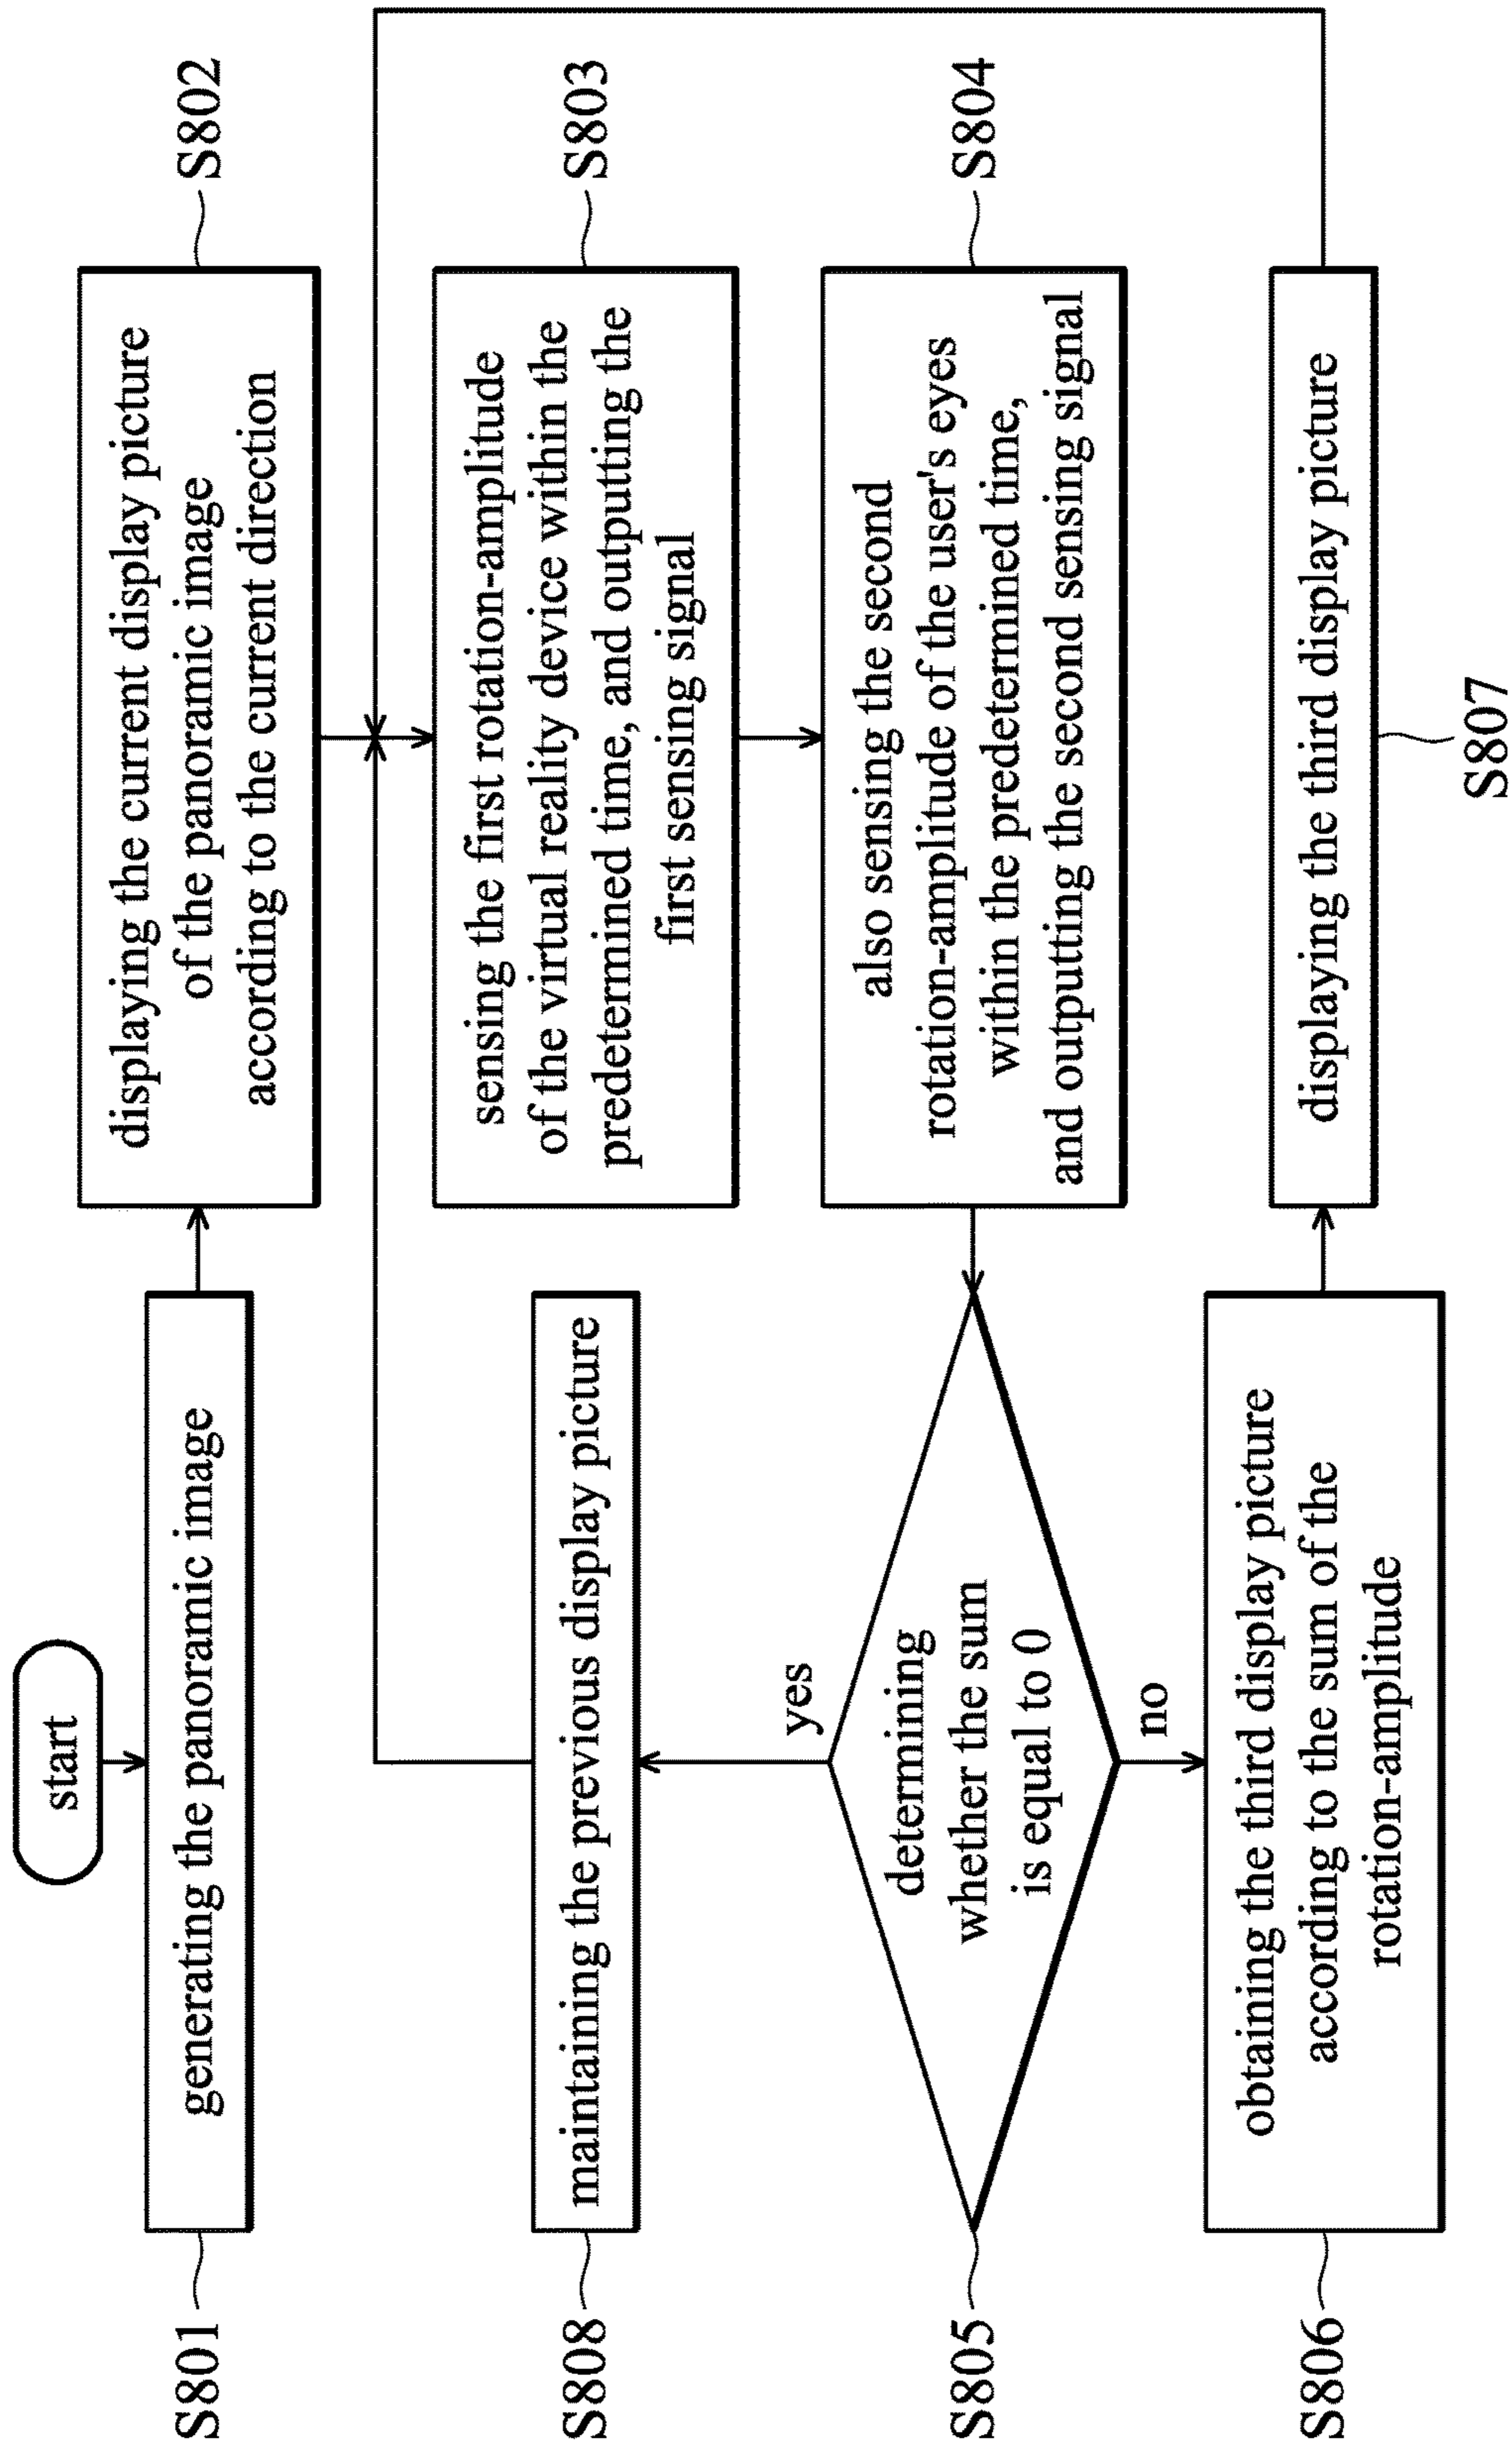 start
S801
generating the panoramic image
displaying the current display picture
of the panoramic image
according to the current direction
S802
S808
maintaining the previous display picture
sensing the first rotation-amplitude
of the virtual reality device within the
predetermined time, and outputting the
first sensing signal
S803
yes
S805
determining
whether the sum
is equal to 0
no
also sensing the second
rotation-amplitude of the user's eyes
within the predetermined time,
and outputting the second sensing signal
S804
S806
obtaining the third display picture
according to the sum of the
rotation-amplitude
displaying the third display picture
S807